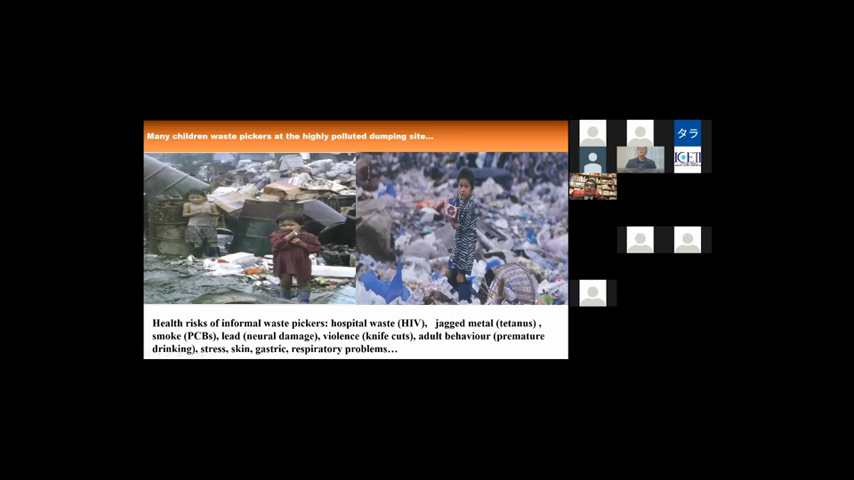 Many children waste pickers at the highly polluted dumping site...
タラ
ICETT
Health risks of informal waste pickers: hospital waste (HIV), jagged metal (tetanus) ,
smoke (PCBs), lead (neural damage), violence (knife cuts), adult behaviour (premature
drinking), stress, skin, gastric, respiratory problems…